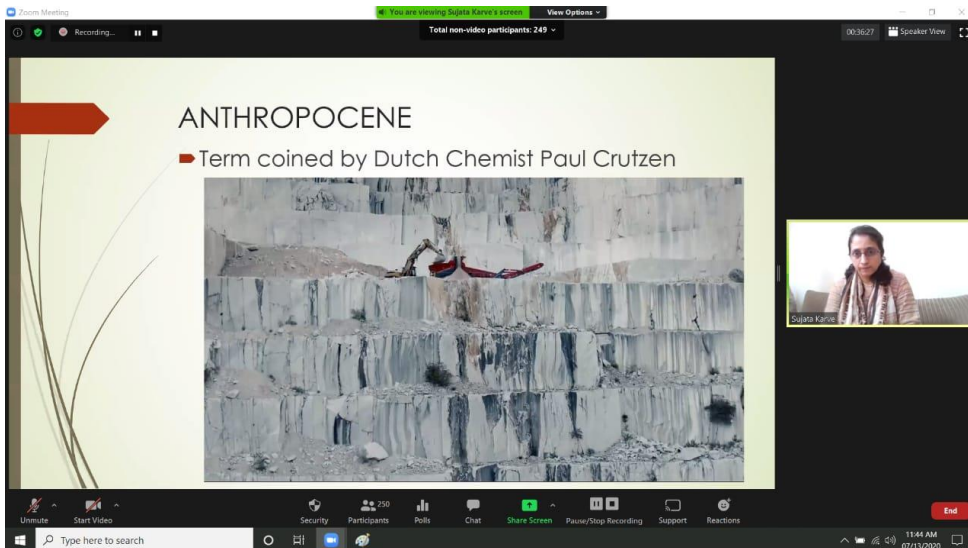 Zoom Meeting
You are viewing Sujata Karve's screen View Options
Recording...
Total non-video participants: 249
00:36:27
Speaker View
ANTHROPOCENE
Term coined by Dutch Chemist Paul Crutzen
Sujata Karve
Unmute
Start Video
Security
Participants 250
Polls
Chat
Share Screen
Pause/Stop Recording
Support
Reactions
End
Type here to search
11:44 AM
07/13/2020